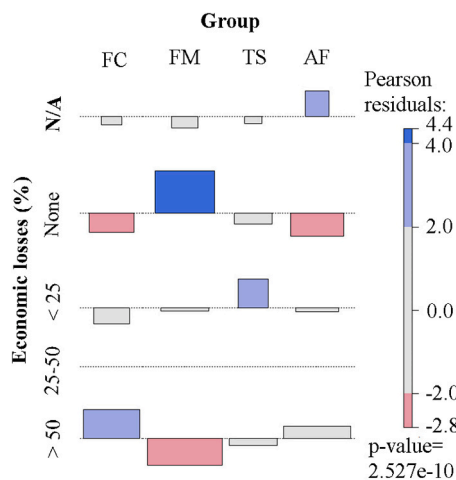 Group
FC FM TS AF
Economic losses (%)
N/A
None
< 25
25-50
> 50
Pearson
residuals:
4.4
4.0
2.0
0.0
-2.0
-2.8
p-value=
2.527e-10